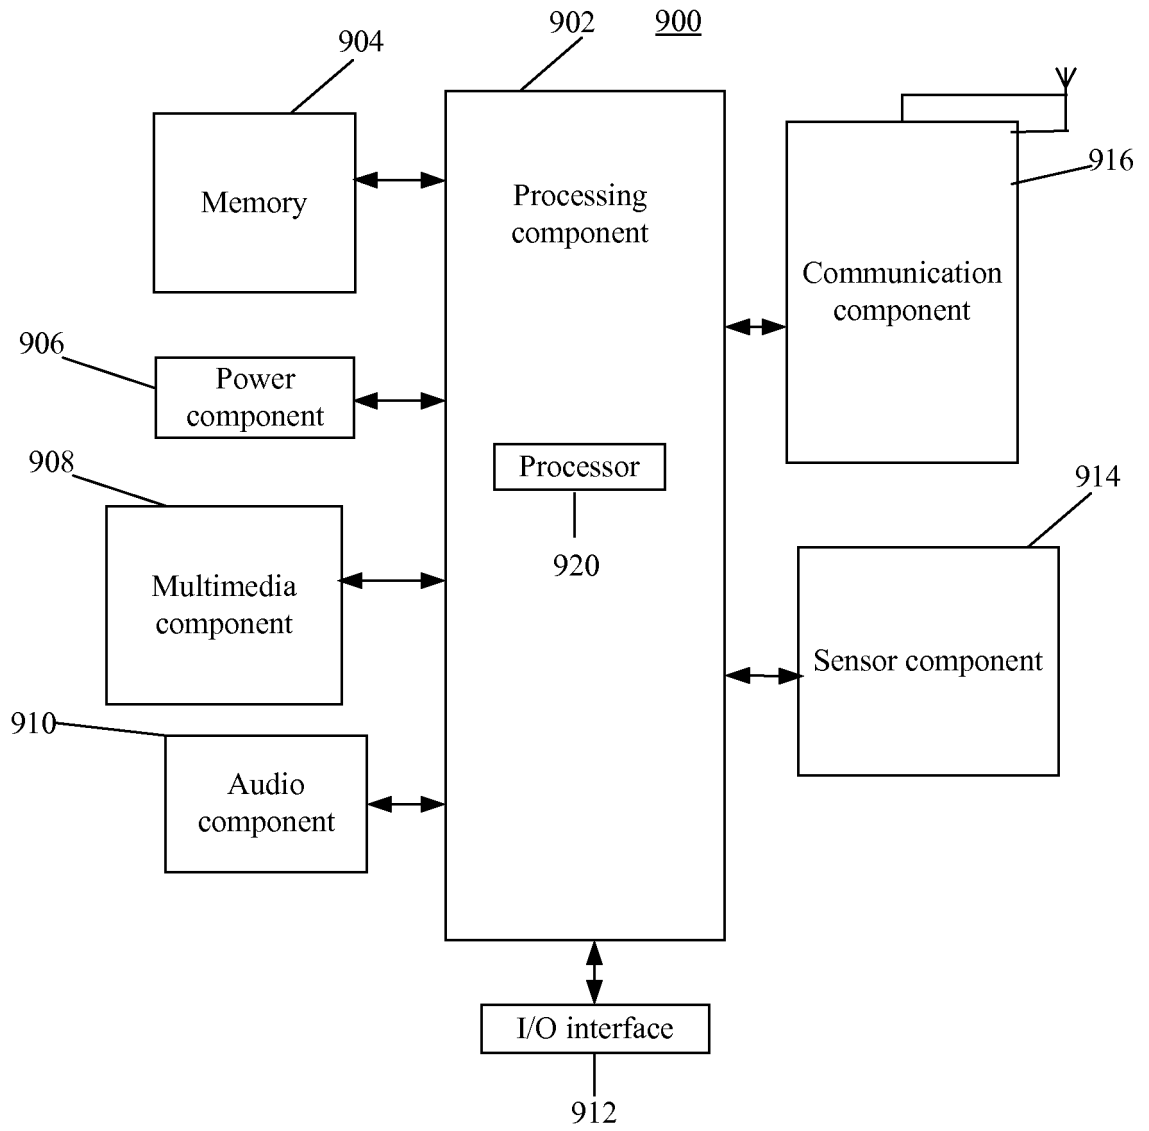 902
900
904
916
Memory
Processing
component
Communication
component
906
Power
component
908
Processor
914
920
Multimedia
component
Sensor component
910
Audio
component
I/O interface
912